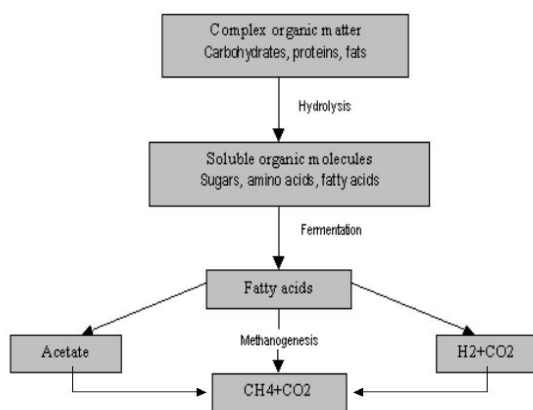 Complex organic matter
Carbohydrates, proteins, fats
Hydrolysis
Soluble organic molecules
Sugars, amino acids, fatty acids
Fermentation
Fatty acids
Methanogenesis
Acetate
H2+CO2
CH4+CO2